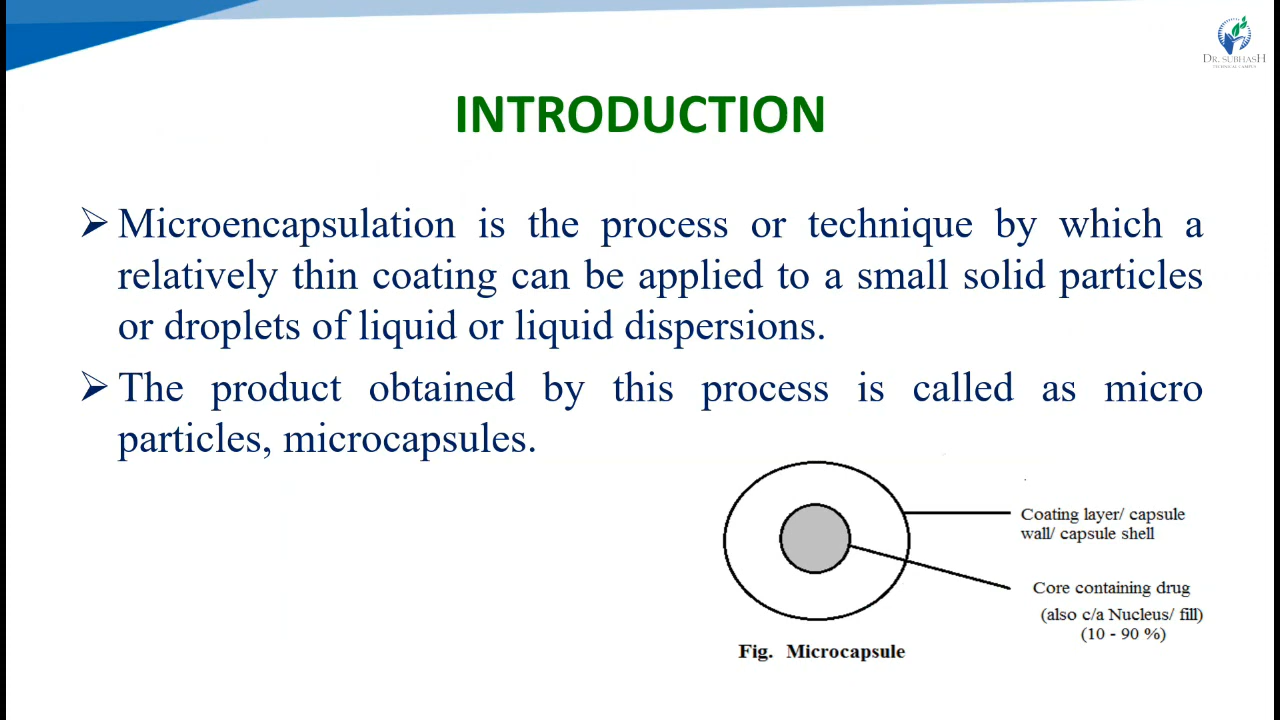 DR. SUBHASH
TECHNICAL CAMPUS
INTRODUCTION
Microencapsulation is the process or technique by which a
relatively thin coating can be applied to a small solid particles
or droplets of liquid or liquid dispersions.
The product obtained by this process is called as micro
particles, microcapsules.
Coating layer/ capsule
wall/ capsule shell
Core containing drug
(also c/a Nucleus/ fill)
(10 - 90 %)
Fig. Microcapsule